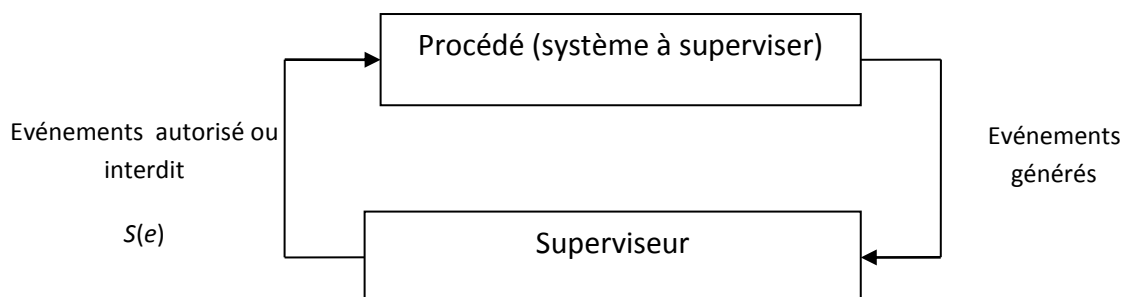 Procédé (système à superviser)
Evénements autorisé ou
interdit
S(e)
Evénements
générés
Superviseur